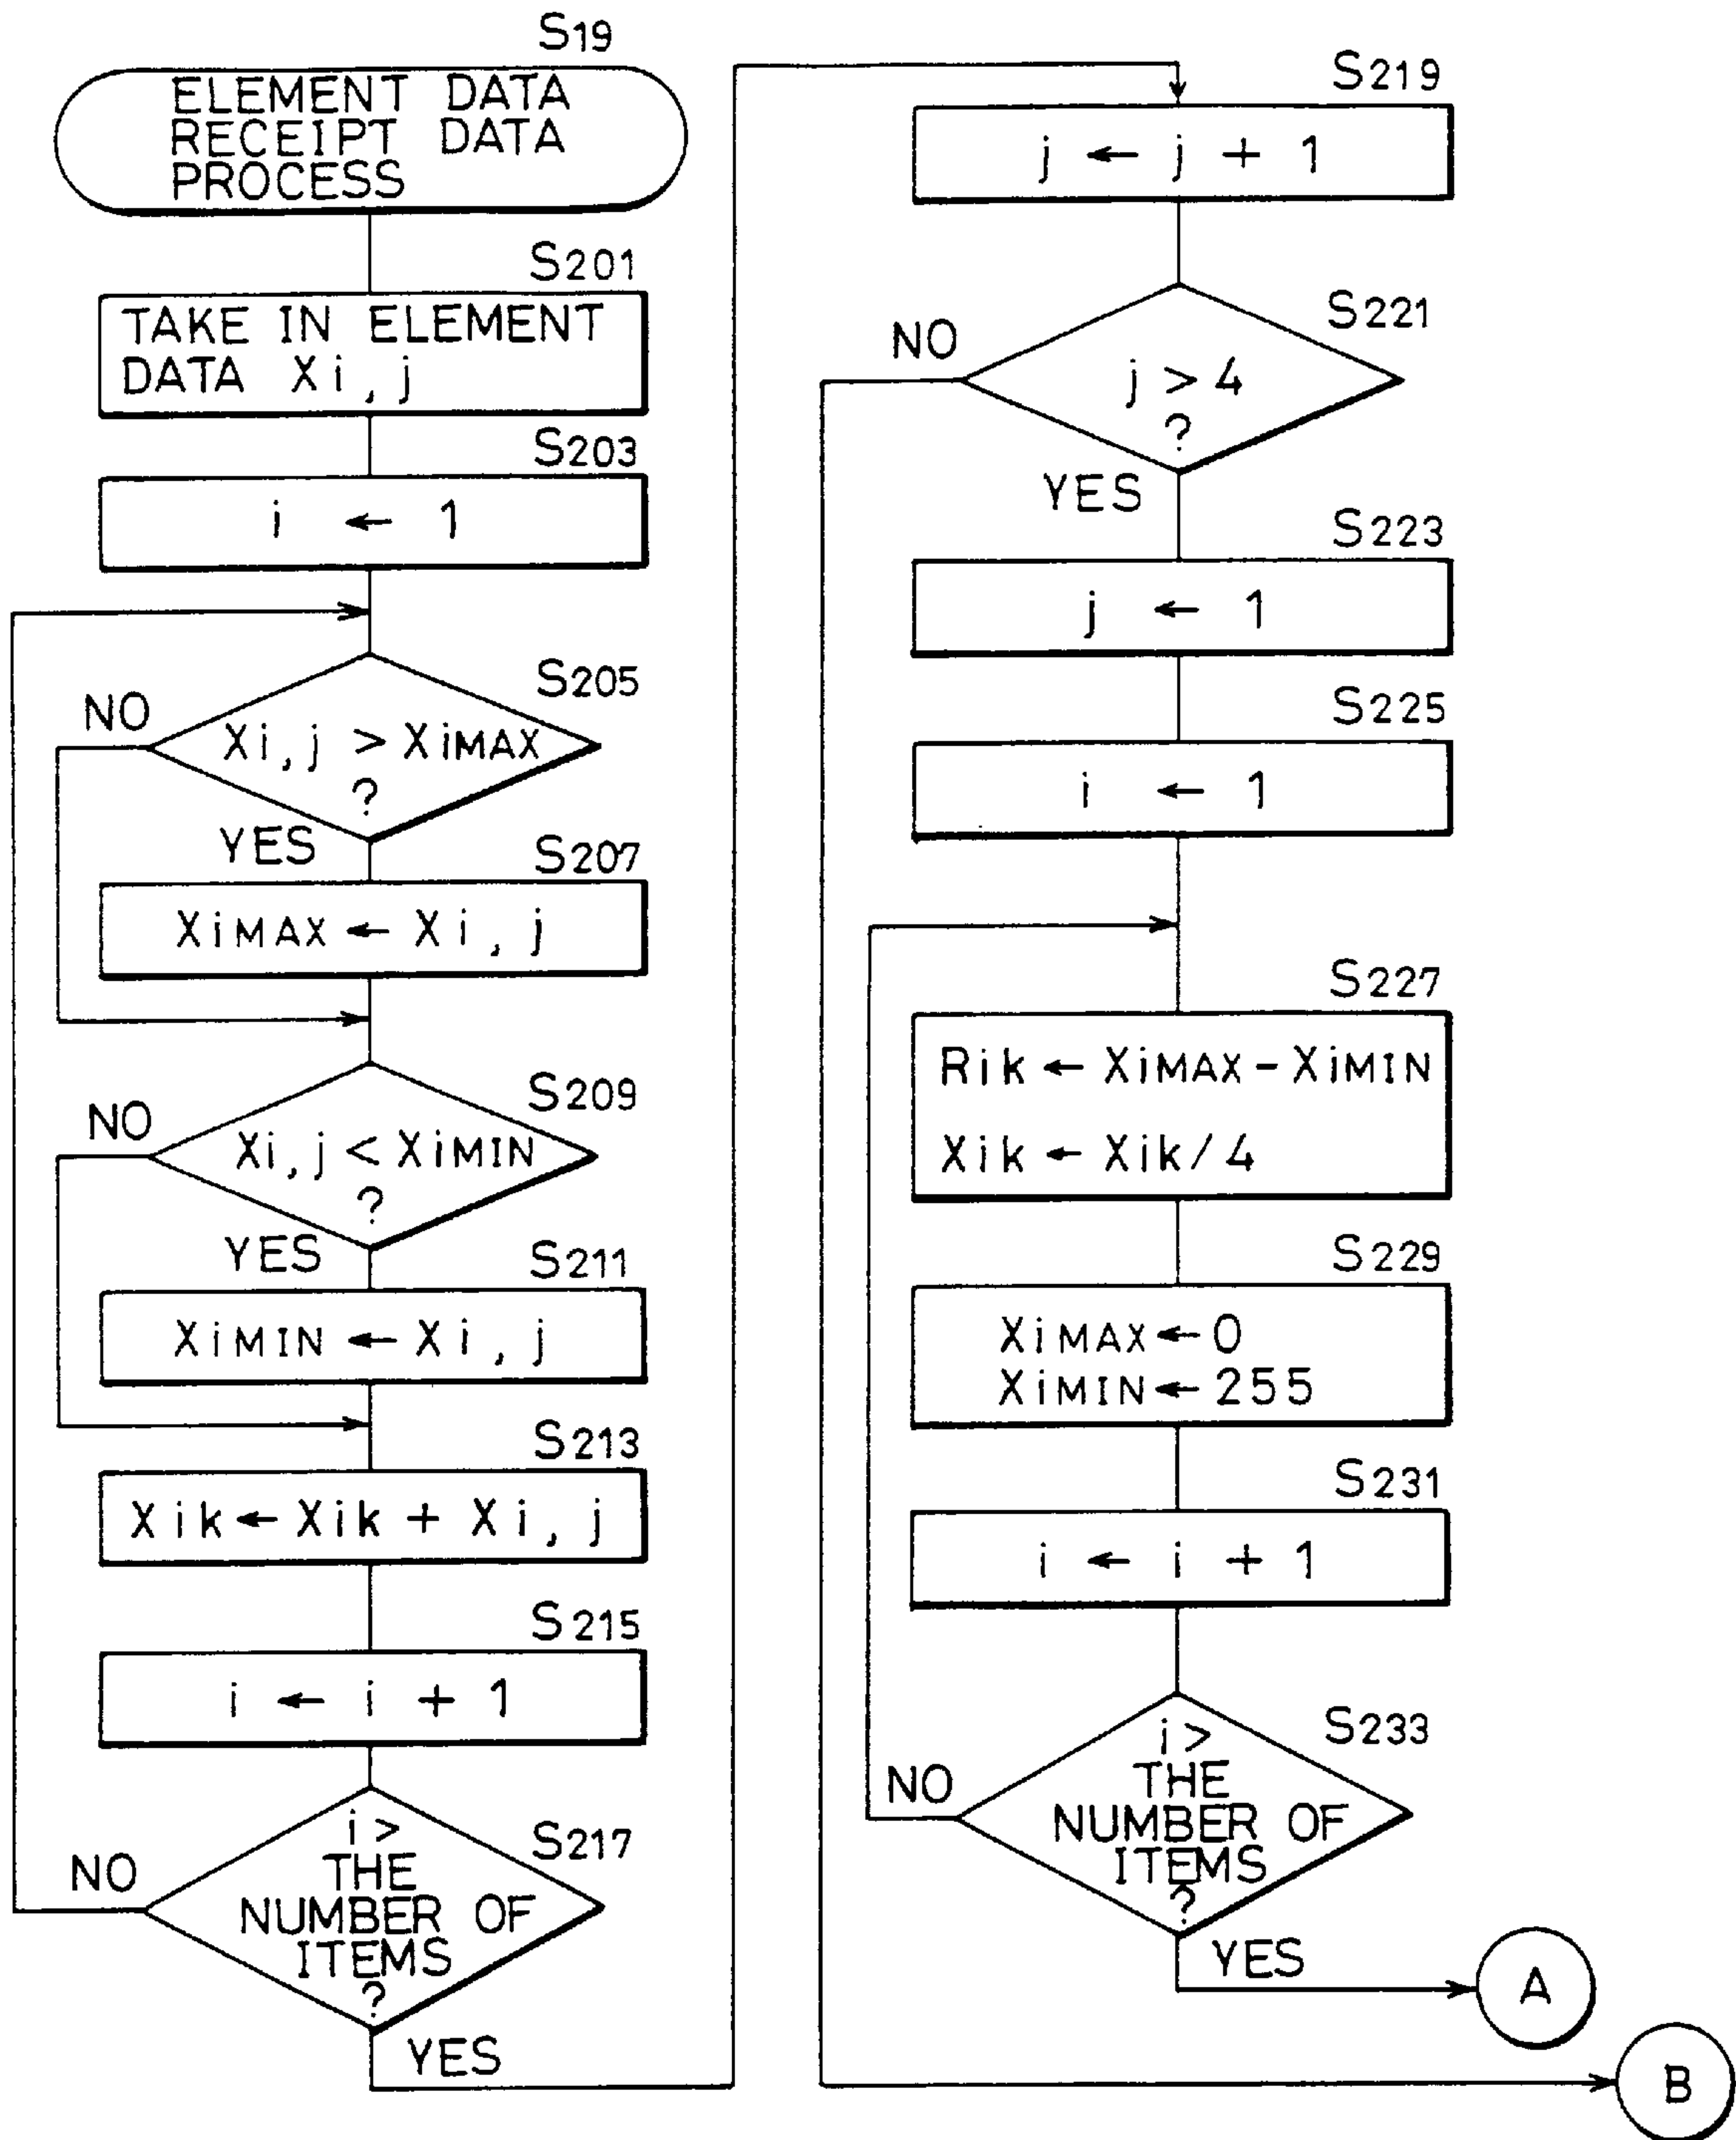 S19
ELEMENT DATA
RECEIPT DATA
PROCESS
S201
TAKE IN ELEMENT
DATA Xi, j
S203
i ← 1
S205
NO
Xi, j > XiMAX
?
YES
S207
XiMAX ← Xi, j
S209
NO
Xi, j < XiMIN
?
YES
S211
XiMIN ← Xi, j
S213
Xik ← Xik + Xi, j
S215
i ← i + 1
S217
NO
i >
THE
NUMBER OF
ITEMS
?
YES
S219
j ← j + 1
S221
NO
j > 4
?
YES
S223
j ← 1
S225
i ← 1
S227
Rik ← XiMAX - XiMIN
Xik ← Xik / 4
S229
XiMAX ← 0
XiMIN ← 255
S231
i ← i + 1
S233
NO
i >
THE
NUMBER OF
ITEMS
?
YES
A
B